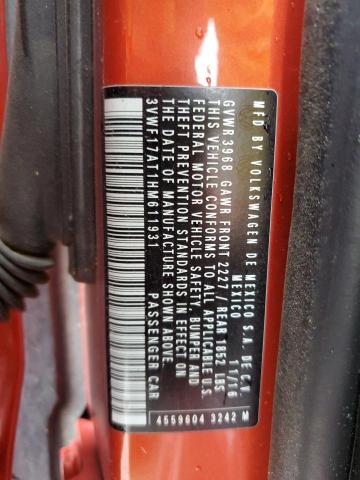 MFD BY VOLKSWAGEN DE MEXICO S.A. DE C.V.
MEXICO 11/16
GVWR 3968 GAWR FRONT 2227 / REAR 1852 LBS
THIS VEHICLE CONFORMS TO ALL APPLICABLE U.S.
FEDERAL MOTOR VEHICLE SAFETY, BUMPER AND
THEFT PREVENTION STANDARDS IN EFFECT ON
THE DATE OF MANUFACTURE SHOWN ABOVE.
3VWF17AT1HM611931 PASSENGER CAR
4559604 3242 M